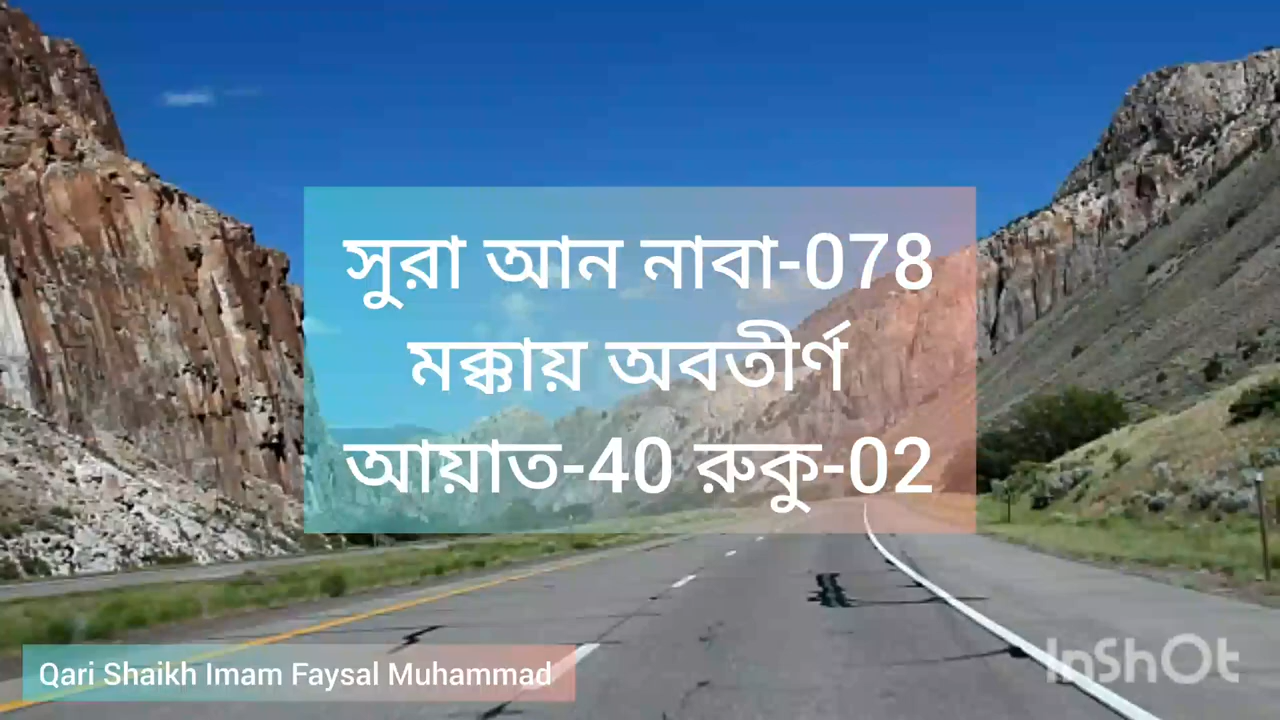 সুরা আন নাবা-078
মক্কায় অবতীর্ণ
আয়াত-40 রুকু-02
Qari Shaikh Imam Faysal Muhammad
InShOt